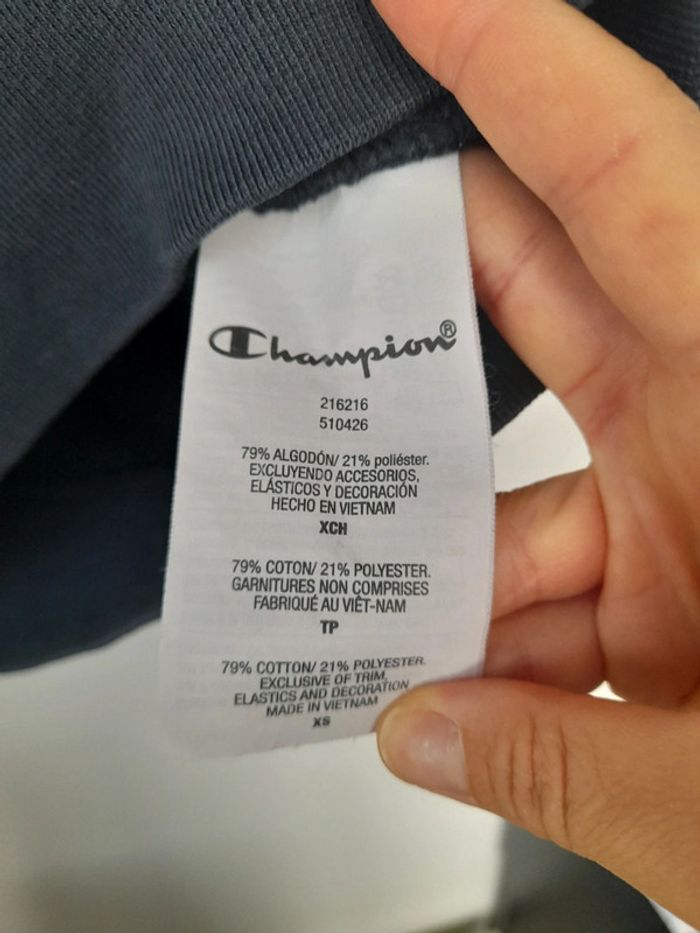 Champion®
216216
510426
79% ALGODÓN/ 21% poliéster.
EXCLUYENDO ACCESORIOS,
ELÁSTICOS Y DECORACIÓN
HECHO EN VIETNAM
XCH
79% COTON/ 21% POLYESTER.
GARNITURES NON COMPRISES
FABRIQUÉ AU VIÊT-NAM
TP
79% COTTON/ 21% POLYESTER.
EXCLUSIVE OF TRIM,
ELASTICS AND DECORATION
MADE IN VIETNAM
XS